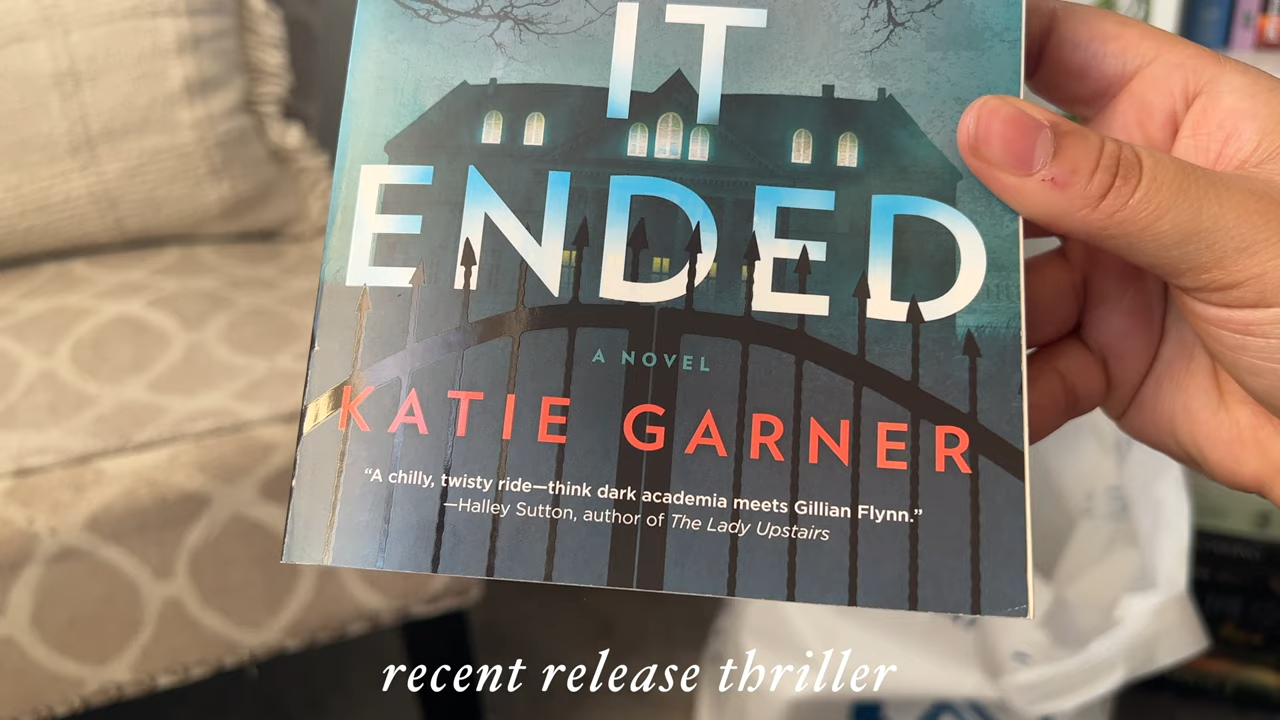 IT
ENDED
A NOVEL
KATIE GARNER
“A chilly, twisty ride—think dark academia meets Gillian Flynn.”
—Halley Sutton, author of The Lady Upstairs
recent release thriller